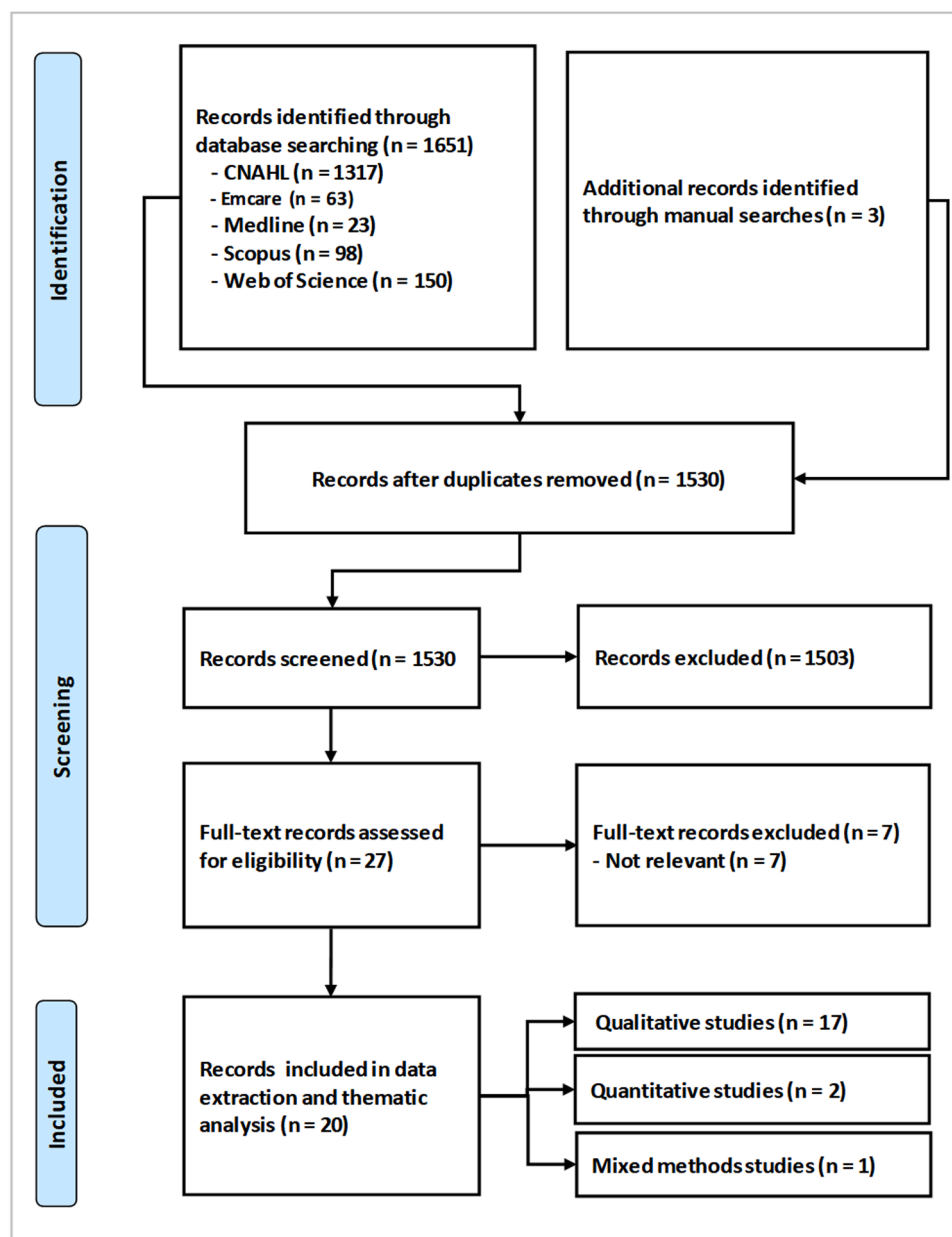 Identification
Records identified through
database searching (n = 1651)
- CNAHL (n = 1317)
- Emcare (n = 63)
- Medline (n = 23)
- Scopus (n = 98)
- Web of Science (n = 150)
Additional records identified
through manual searches (n = 3)
Records after duplicates removed (n = 1530)
Screening
Records screened (n = 1530
Records excluded (n = 1503)
Full-text records assessed
for eligibility (n = 27)
Full-text records excluded (n = 7)
- Not relevant (n = 7)
Included
Records included in data
extraction and thematic
analysis (n = 20)
Qualitative studies (n = 17)
Quantitative studies (n = 2)
Mixed methods studies (n = 1)